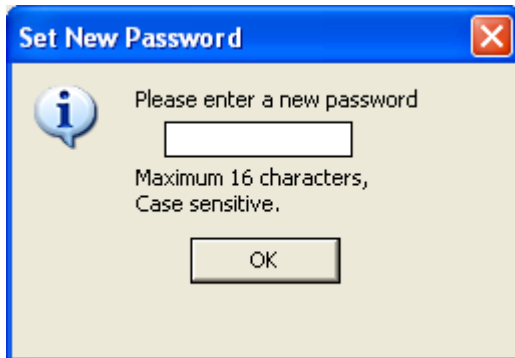 Set New Password
Please enter a new password
Maximum 16 characters,
Case sensitive.
OK